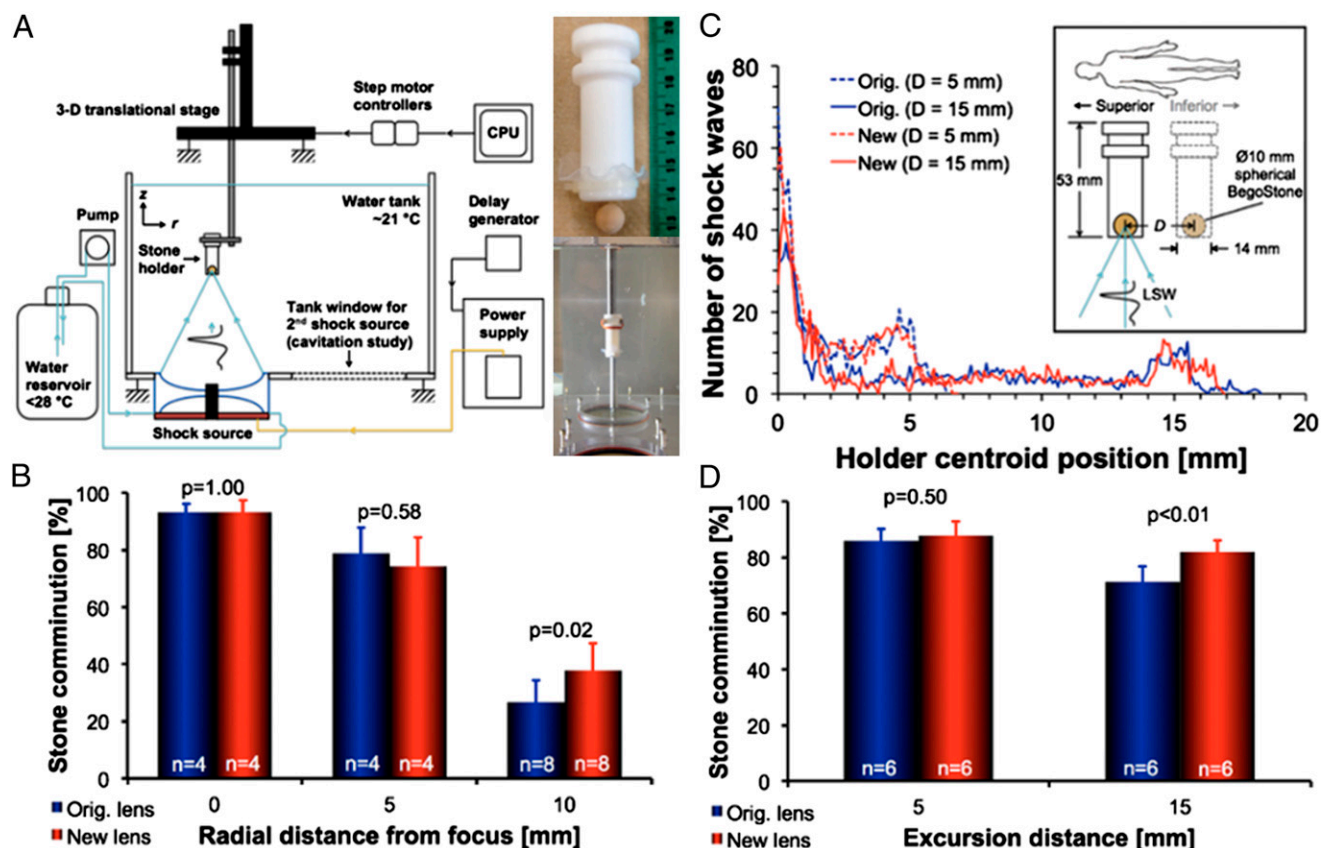 A
3-D translational stage
Step motor
controllers
CPU
Water tank
~21 °C
z
r
Pump
Delay
generator
Stone
holder
Tank window for
2nd shock source
(cavitation study)
Power
supply
Water
reservoir
<28 °C
Shock source
C
Number of shock waves
80
60
40
20
0
Orig. (D = 5 mm)
Orig. (D = 15 mm)
New (D = 5 mm)
New (D = 15 mm)
Superior
Inferior
53 mm
Ø10 mm
spherical
BegoStone
D
14 mm
LSW
0
5
10
15
20
Holder centroid position [mm]
B
Stone comminution [%]
100
80
60
40
20
0
p=1.00
p=0.58
p=0.02
n=4
n=4
n=4
n=4
n=8
n=8
0
5
10
Orig. lens
New lens
Radial distance from focus [mm]
D
Stone comminution [%]
100
80
60
40
20
0
p=0.50
p<0.01
n=6
n=6
n=6
n=6
5
15
Orig. lens
New lens
Excursion distance [mm]